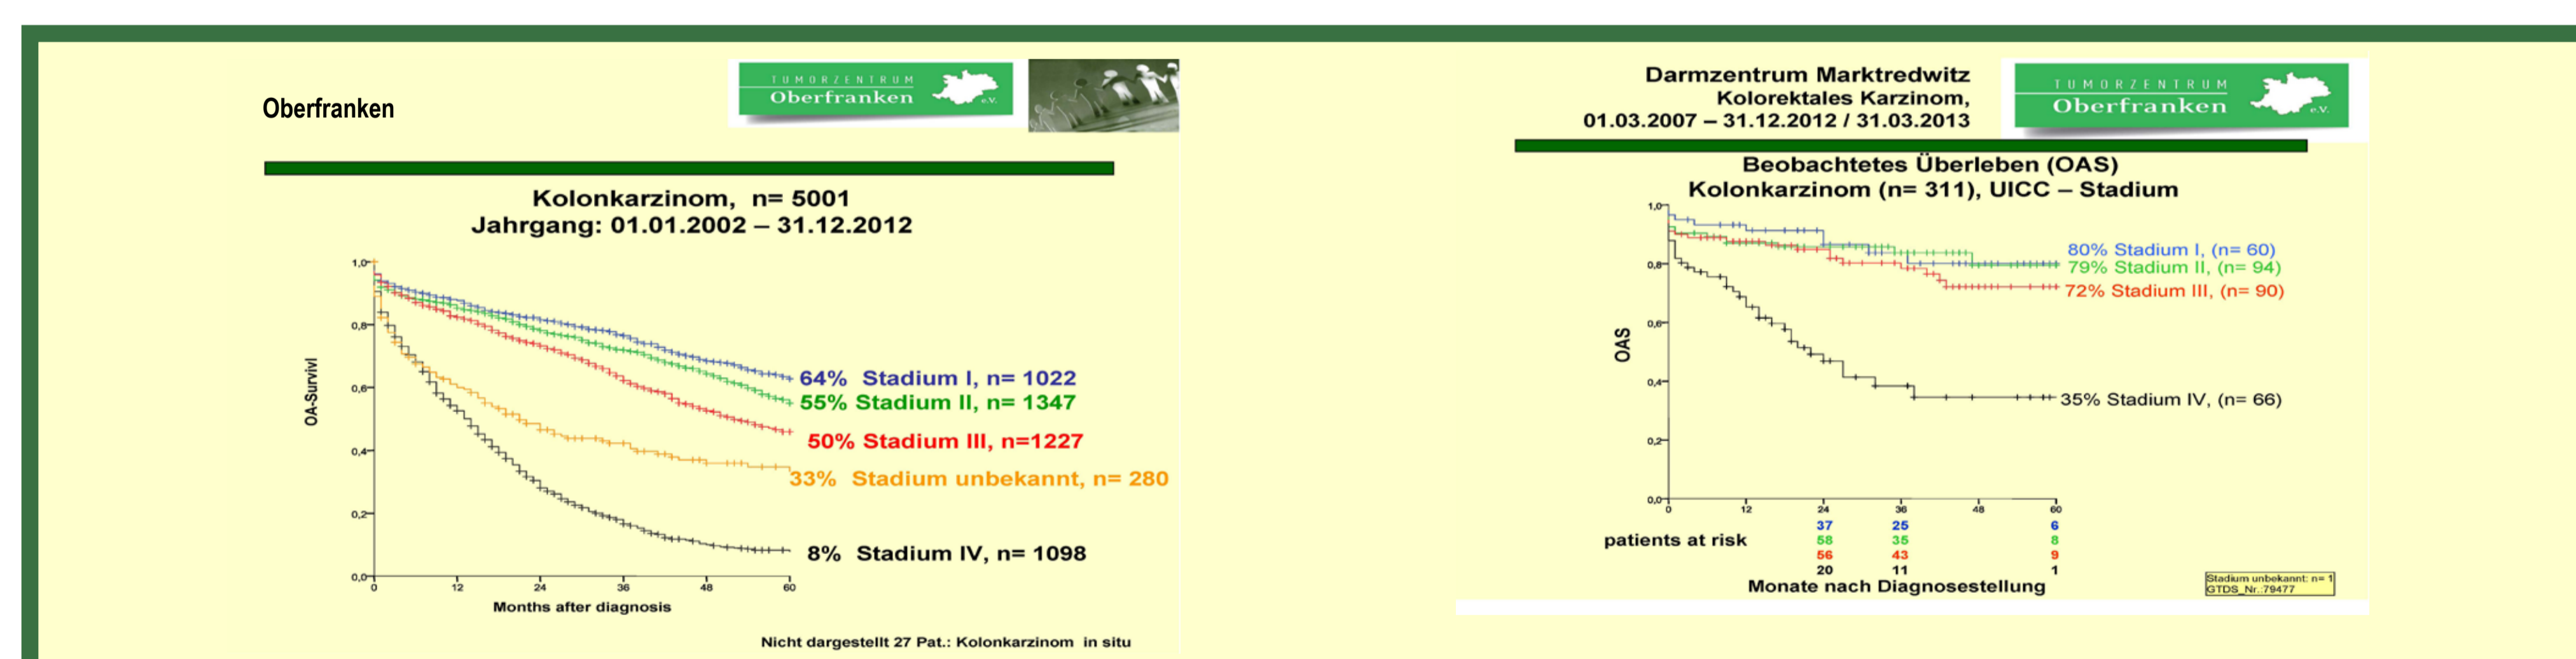 Oberfranken
TUMORZENTRUM
Oberfranken
e.V.
Kolonkarzinom, n= 5001
Jahrgang: 01.01.2002 – 31.12.2012
1,0
0,8
0,6
0,4
0,2
0,0
OA-Survivl
64% Stadium I, n= 1022
55% Stadium II, n= 1347
50% Stadium III, n=1227
33% Stadium unbekannt, n= 280
8% Stadium IV, n= 1098
0 12 24 36 48 60
Months after diagnosis
Nicht dargestellt 27 Pat.: Kolonkarzinom in situ
Darmzentrum Marktredwitz
Kolorektales Karzinom,
01.03.2007 – 31.12.2012 / 31.03.2013
TUMORZENTRUM
Oberfranken
e.V.
Beobachtetes Überleben (OAS)
Kolonkarzinom (n= 311), UICC – Stadium
1,0
0,8
0,6
0,4
0,2
0,0
OAS
80% Stadium I, (n= 60)
79% Stadium II, (n= 94)
72% Stadium III, (n= 90)
35% Stadium IV, (n= 66)
0 12 24 36 48 60
37 25 6
patients at risk 58 35 8
56 43 9
20 11 1
Monate nach Diagnosestellung
Stadium unbekannt: n= 1
GTDS_Nr.:79477